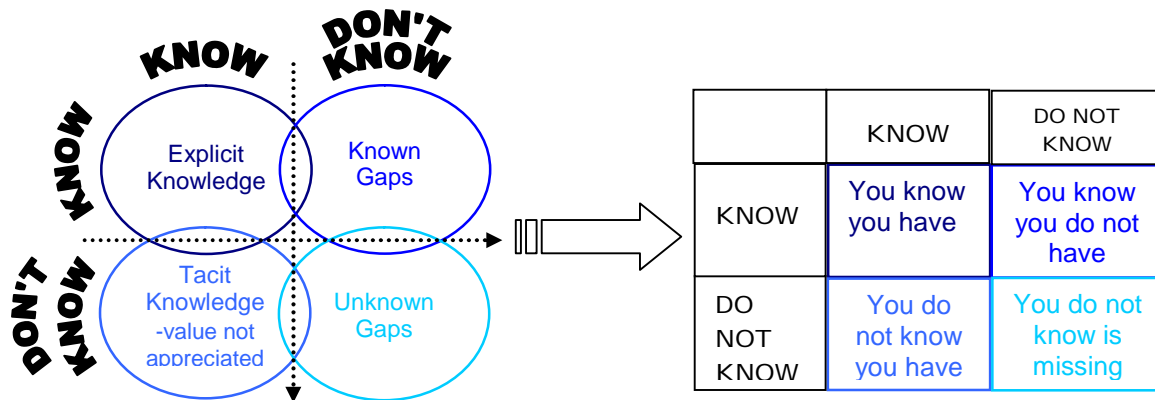 KNOW
DON'T
KNOW
KNOW
Explicit
Knowledge
Known
Gaps
DON'T
KNOW
Tacit
Knowledge
-value not
appreciated
Unknown
Gaps
KNOW
DO NOT
KNOW
KNOW
You know
you have
You know
you do not
have
DO
NOT
KNOW
You do
not know
you have
You do not
know is
missing